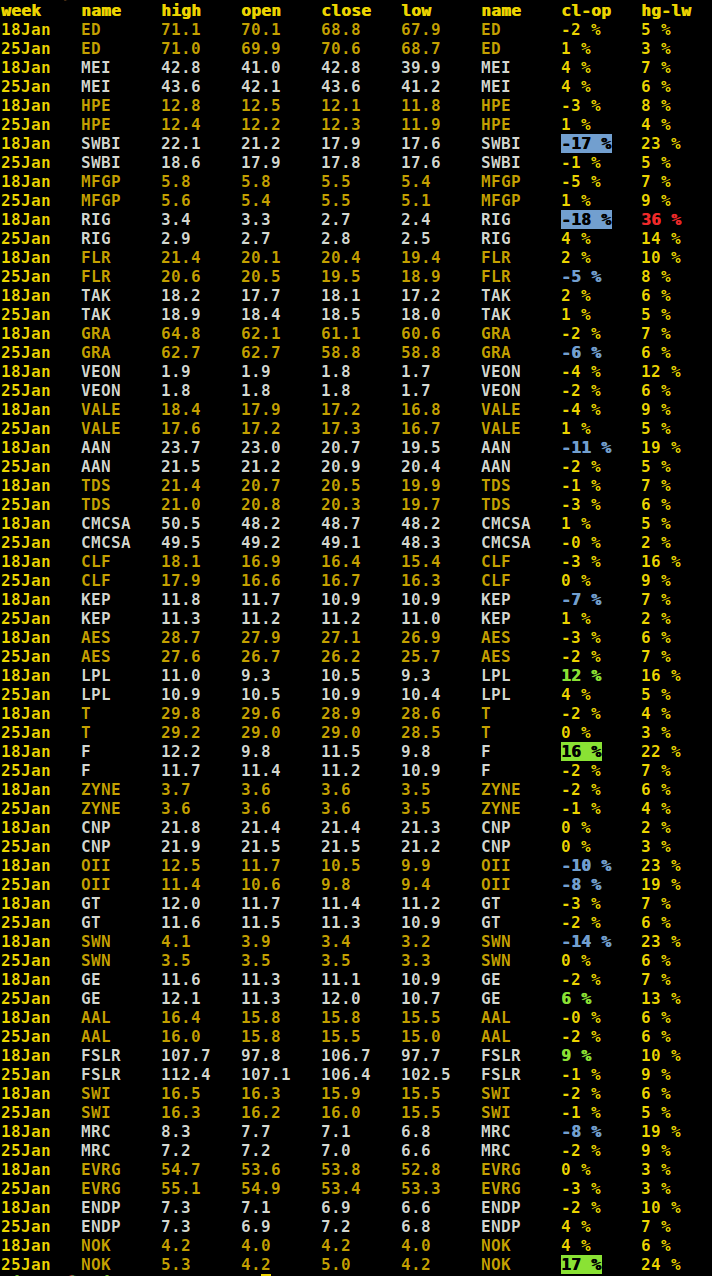 week name high open close low name cl-op hg-lw
18Jan ED 71.1 70.1 68.8 67.9 ED -2 % 5 %
25Jan ED 71.0 69.9 70.6 68.7 ED 1 % 3 %
18Jan MEI 42.8 41.0 42.8 39.9 MEI 4 % 7 %
25Jan MEI 43.6 42.1 43.6 41.2 MEI 4 % 6 %
18Jan HPE 12.8 12.5 12.1 11.8 HPE -3 % 8 %
25Jan HPE 12.4 12.2 12.3 11.9 HPE 1 % 4 %
18Jan SWBI 22.1 21.2 17.9 17.6 SWBI -17 % 23 %
25Jan SWBI 18.6 17.9 17.8 17.6 SWBI -1 % 5 %
18Jan MFGP 5.8 5.8 5.5 5.4 MFGP -5 % 7 %
25Jan MFGP 5.6 5.4 5.5 5.1 MFGP 1 % 9 %
18Jan RIG 3.4 3.3 2.7 2.4 RIG -18 % 36 %
25Jan RIG 2.9 2.7 2.8 2.5 RIG 4 % 14 %
18Jan FLR 21.4 20.1 20.4 19.4 FLR 2 % 10 %
25Jan FLR 20.6 20.5 19.5 18.9 FLR -5 % 8 %
18Jan TAK 18.2 17.7 18.1 17.2 TAK 2 % 6 %
25Jan TAK 18.9 18.4 18.5 18.0 TAK 1 % 5 %
18Jan GRA 64.8 62.1 61.1 60.6 GRA -2 % 7 %
25Jan GRA 62.7 62.7 58.8 58.8 GRA -6 % 6 %
18Jan VEON 1.9 1.9 1.8 1.7 VEON -4 % 12 %
25Jan VEON 1.8 1.8 1.8 1.7 VEON -2 % 6 %
18Jan VALE 18.4 17.9 17.2 16.8 VALE -4 % 9 %
25Jan VALE 17.6 17.2 17.3 16.7 VALE 1 % 5 %
18Jan AAN 23.7 23.0 20.7 19.5 AAN -11 % 19 %
25Jan AAN 21.5 21.2 20.9 20.4 AAN -2 % 5 %
18Jan TDS 21.4 20.7 20.5 19.9 TDS -1 % 7 %
25Jan TDS 21.0 20.8 20.3 19.7 TDS -3 % 6 %
18Jan CMCSA 50.5 48.2 48.7 48.2 CMCSA 1 % 5 %
25Jan CMCSA 49.5 49.2 49.1 48.3 CMCSA -0 % 2 %
18Jan CLF 18.1 16.9 16.4 15.4 CLF -3 % 16 %
25Jan CLF 17.9 16.6 16.7 16.3 CLF 0 % 9 %
18Jan KEP 11.8 11.7 10.9 10.9 KEP -7 % 7 %
25Jan KEP 11.3 11.2 11.2 11.0 KEP 1 % 2 %
18Jan AES 28.7 27.9 27.1 26.9 AES -3 % 6 %
25Jan AES 27.6 26.7 26.2 25.7 AES -2 % 7 %
18Jan LPL 11.0 9.3 10.5 9.3 LPL 12 % 16 %
25Jan LPL 10.9 10.5 10.9 10.4 LPL 4 % 5 %
18Jan T 29.8 29.6 28.9 28.6 T -2 % 4 %
25Jan T 29.2 29.0 29.0 28.5 T 0 % 3 %
18Jan F 12.2 9.8 11.5 9.8 F 16 % 22 %
25Jan F 11.7 11.4 11.2 10.9 F -2 % 7 %
18Jan ZYNE 3.7 3.6 3.6 3.5 ZYNE -2 % 6 %
25Jan ZYNE 3.6 3.6 3.6 3.5 ZYNE -1 % 4 %
18Jan CNP 21.8 21.4 21.4 21.3 CNP 0 % 2 %
25Jan CNP 21.9 21.5 21.5 21.2 CNP 0 % 3 %
18Jan OII 12.5 11.7 10.5 9.9 OII -10 % 23 %
25Jan OII 11.4 10.6 9.8 9.4 OII -8 % 19 %
18Jan GT 12.0 11.7 11.4 11.2 GT -3 % 7 %
25Jan GT 11.6 11.5 11.3 10.9 GT -2 % 6 %
18Jan SWN 4.1 3.9 3.4 3.2 SWN -14 % 23 %
25Jan SWN 3.5 3.5 3.5 3.3 SWN 0 % 6 %
18Jan GE 11.6 11.3 11.1 10.9 GE -2 % 7 %
25Jan GE 12.1 11.3 12.0 10.7 GE 6 % 13 %
18Jan AAL 16.4 15.8 15.8 15.5 AAL -0 % 6 %
25Jan AAL 16.0 15.8 15.5 15.0 AAL -2 % 6 %
18Jan FSLR 107.7 97.8 106.7 97.7 FSLR 9 % 10 %
25Jan FSLR 112.4 107.1 106.4 102.5 FSLR -1 % 9 %
18Jan SWI 16.5 16.3 15.9 15.5 SWI -2 % 6 %
25Jan SWI 16.3 16.2 16.0 15.5 SWI -1 % 5 %
18Jan MRC 8.3 7.7 7.1 6.8 MRC -8 % 19 %
25Jan MRC 7.2 7.2 7.0 6.6 MRC -2 % 9 %
18Jan EVRG 54.7 53.6 53.8 52.8 EVRG 0 % 3 %
25Jan EVRG 55.1 54.9 53.4 53.3 EVRG -3 % 3 %
18Jan ENDP 7.3 7.1 6.9 6.6 ENDP -2 % 10 %
25Jan ENDP 7.3 6.9 7.2 6.8 ENDP 4 % 7 %
18Jan NOK 4.2 4.0 4.2 4.0 NOK 4 % 6 %
25Jan NOK 5.3 4.2 5.0 4.2 NOK 17 % 24 %